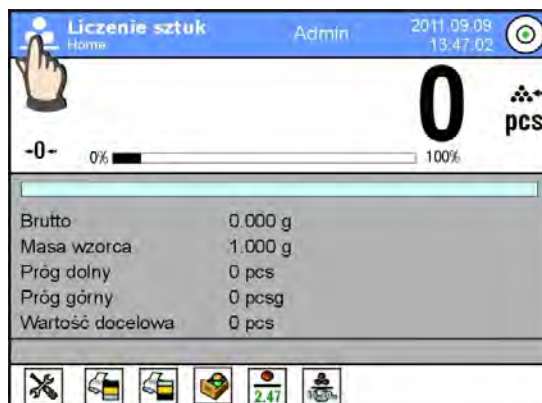 Liczenie sztuk
Home
Admin
2011.09.09
13:47:02
0
pcs
-0-
0%
100%
Brutto 0.000 g
Masa wzorca 1.000 g
Próg dolny 0 pcs
Próg górny 0 pcsg
Wartość docelowa 0 pcs
2.47